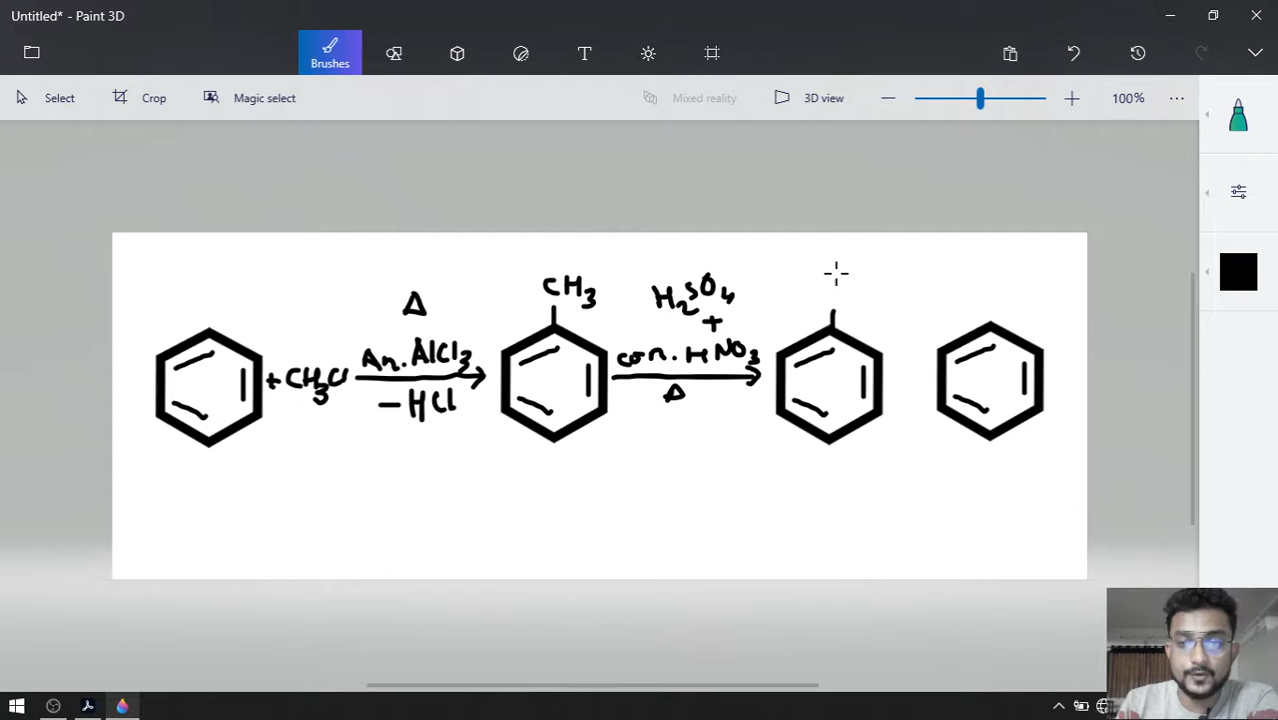 Untitled* - Paint 3D
Brushes
Select
Crop
Magic select
Mixed reality
3D view
100%
CH3
H2SO4
+
Δ
An. AlCl3
con. HNO3
+ CH3Cl
- HCl
Δ